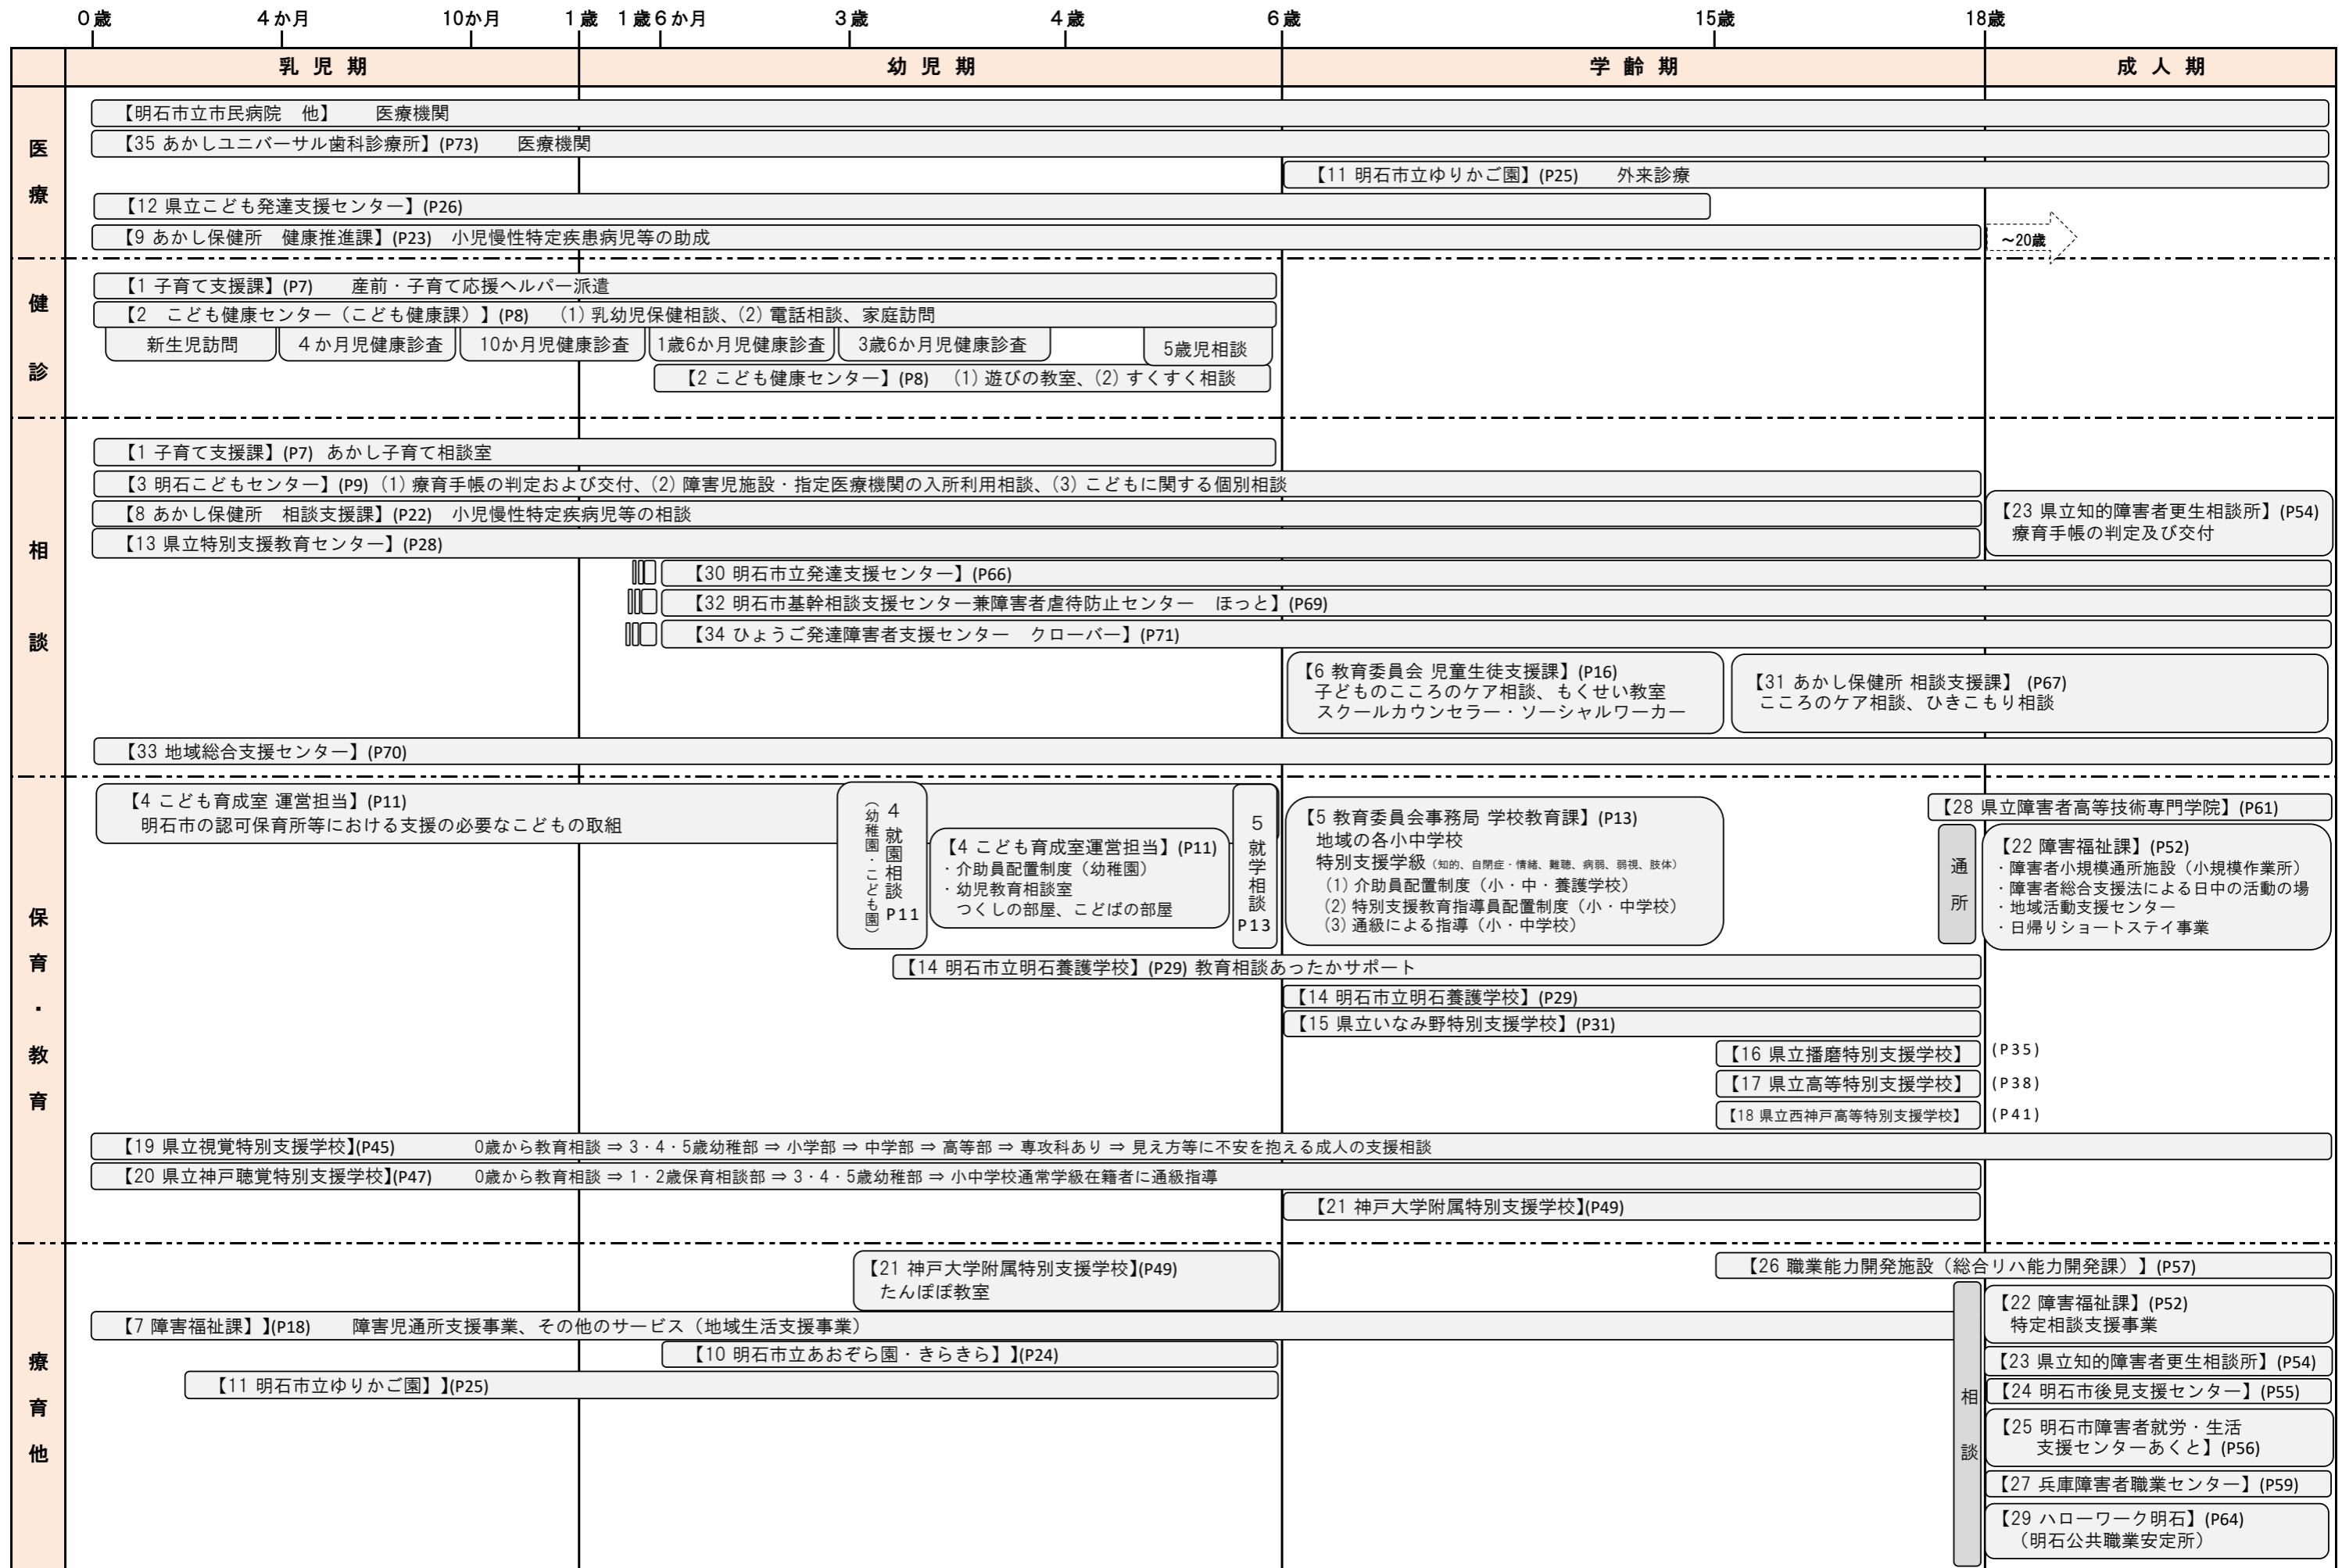 ０歳 ４か月 10か月 １歳 １歳６か月 ３歳 ４歳 ６歳 15歳 18歳
乳児期 幼児期 学齢期 成人期
医療
【明石市立市民病院　他】　医療機関
【35 あかしユニバーサル歯科診療所】(P73)　医療機関
【11 明石市立ゆりかご園】(P25)　外来診療
【12 県立こども発達支援センター】(P26)
【9 あかし保健所　健康推進課】(P23)　小児慢性特定疾患病児等の助成
～20歳
健診
【1 子育て支援課】(P7)　産前・子育て応援ヘルパー派遣
【2　こども健康センター（こども健康課）】(P8)　(1)乳幼児保健相談、(2)電話相談、家庭訪問
新生児訪問 ４か月児健康診査 10か月児健康診査 1歳6か月児健康診査 3歳6か月児健康診査 5歳児相談
【2 こども健康センター】(P8)　(1)遊びの教室、(2)すくすく相談
相談
【1 子育て支援課】(P7) あかし子育て相談室
【3 明石こどもセンター】(P9) (1)療育手帳の判定および交付、(2)障害児施設・指定医療機関の入所利用相談、(3)こどもに関する個別相談
【8 あかし保健所　相談支援課】(P22)　小児慢性特定疾病児等の相談
【13 県立特別支援教育センター】(P28)
【23 県立知的障害者更生相談所】(P54)
療育手帳の判定及び交付
【30 明石市立発達支援センター】(P66)
【32 明石市基幹相談支援センター兼障害者虐待防止センター　ほっと】(P69)
【34 ひょうご発達障害者支援センター　クローバー】(P71)
【6 教育委員会 児童生徒支援課】(P16)
子どものこころのケア相談、もくせい教室
スクールカウンセラー・ソーシャルワーカー
【31 あかし保健所 相談支援課】 (P67)
こころのケア相談、ひきこもり相談
【33 地域総合支援センター】(P70)
保育・教育
【4 こども育成室 運営担当】(P11)
明石市の認可保育所等における支援の必要なこどもの取組
４就園相談 P11
（幼稚園・こども園）
【4 こども育成室運営担当】(P11)
・介助員配置制度（幼稚園）
・幼児教育相談室
つくしの部屋、こどばの部屋
５就学相談 P13
【5 教育委員会事務局 学校教育課】(P13)
地域の各小中学校
特別支援学級（知的、自閉症・情緒、難聴、病弱、弱視、肢体）
(1)介助員配置制度（小・中・養護学校）
(2)特別支援教育指導員配置制度（小・中学校）
(3)通級による指導（小・中学校）
【28 県立障害者高等技術専門学院】(P61)
通所
【22 障害福祉課】(P52)
・障害者小規模通所施設（小規模作業所）
・障害者総合支援法による日中の活動の場
・地域活動支援センター
・日帰りショートステイ事業
【14 明石市立明石養護学校】(P29) 教育相談あったかサポート
【14 明石市立明石養護学校】(P29)
【15 県立いなみ野特別支援学校】(P31)
【16 県立播磨特別支援学校】 (P35)
【17 県立高等特別支援学校】 (P38)
【18 県立西神戸高等特別支援学校】 (P41)
【19 県立視覚特別支援学校】(P45)　0歳から教育相談 ⇒ 3・4・5歳幼稚部 ⇒ 小学部 ⇒ 中学部 ⇒ 高等部 ⇒ 専攻科あり ⇒ 見え方等に不安を抱える成人の支援相談
【20 県立神戸聴覚特別支援学校】(P47)　0歳から教育相談 ⇒ 1・2歳保育相談部 ⇒ 3・4・5歳幼稚部 ⇒ 小中学校通常学級在籍者に通級指導
【21 神戸大学附属特別支援学校】(P49)
療育他
【21 神戸大学附属特別支援学校】(P49)
たんぽぽ教室
【26 職業能力開発施設（総合リハ能力開発課）】(P57)
【7 障害福祉課】】(P18)　障害児通所支援事業、その他のサービス（地域生活支援事業）
【10 明石市立あおぞら園・きらきら】】(P24)
【11 明石市立ゆりかご園】】(P25)
相談
【22 障害福祉課】(P52)
特定相談支援事業
【23 県立知的障害者更生相談所】(P54)
【24 明石市後見支援センター】(P55)
【25 明石市障害者就労・生活
支援センターあくと】(P56)
【27 兵庫障害者職業センター】(P59)
【29 ハローワーク明石】(P64)
（明石公共職業安定所）